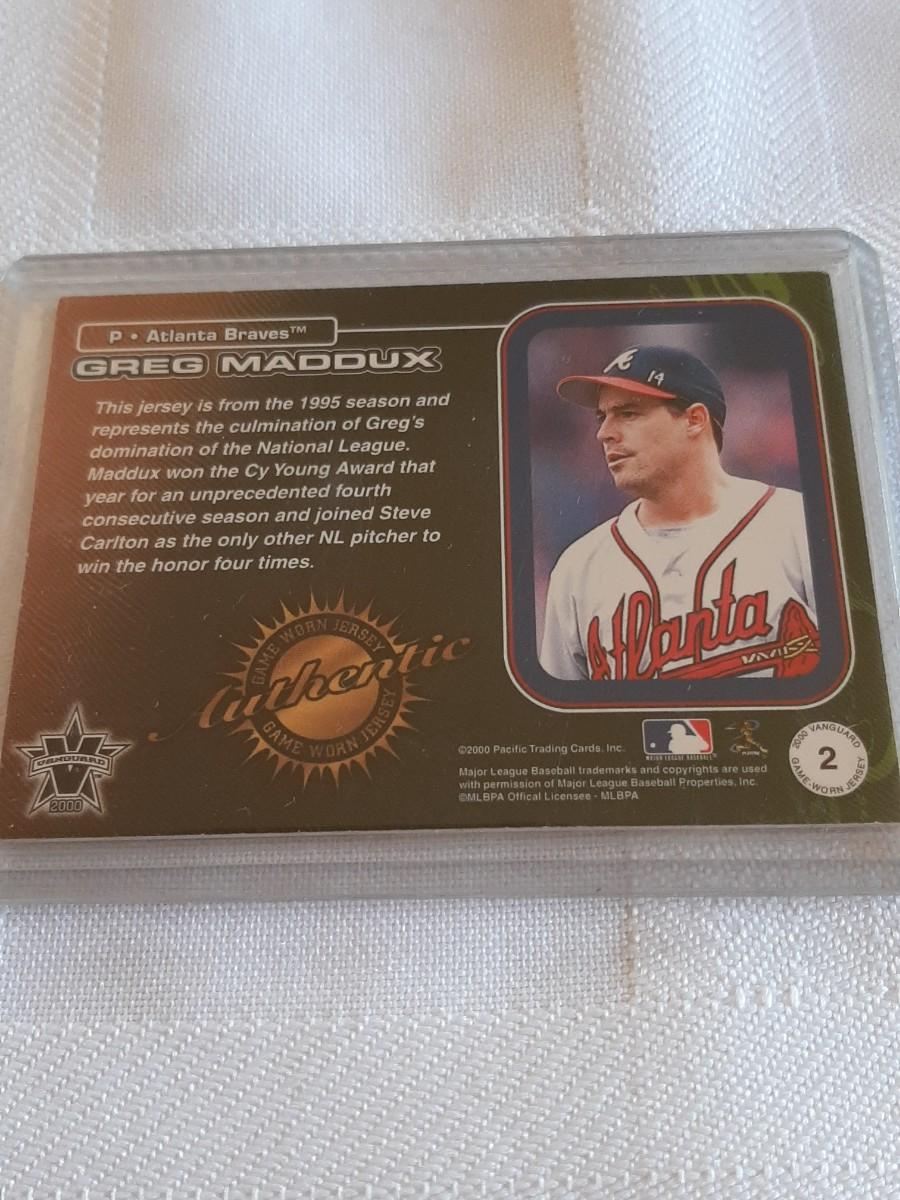 P • Atlanta Braves™
GREG MADDUX
This jersey is from the 1995 season and
represents the culmination of Greg's
domination of the National League.
Maddux won the Cy Young Award that
year for an unprecedented fourth
consecutive season and joined Steve
Carlton as the only other NL pitcher to
win the honor four times.
A
14
Atlanta
GAME WORN JERSEY
Authentic
GAME WORN JERSEY
V
VANGUARD
2000
©2000 Pacific Trading Cards, Inc.
MAJOR LEAGUE BASEBALL
Major League Baseball trademarks and copyrights are used
with permission of Major League Baseball Properties, Inc.
©MLBPA Offical Licensee - MLBPA
2000 VANGUARD
2
GAME-WORN JERSEY